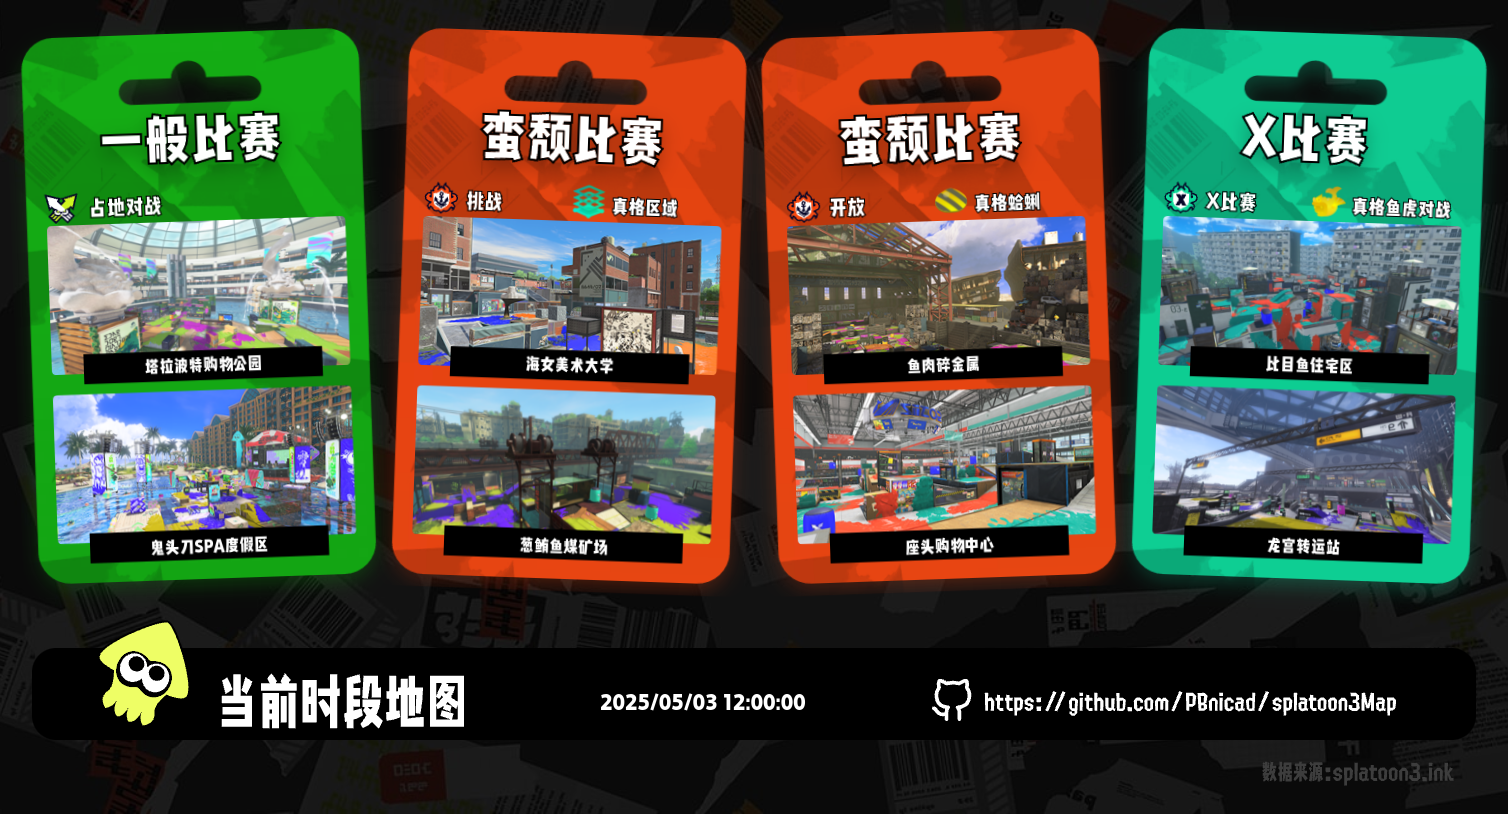 一般比赛
占地对战
塔拉波特购物公园
鬼头刀SPA度假区
蛮颓比赛
挑战
真格区域
海女美术大学
葱鲔鱼煤矿场
蛮颓比赛
开放
真格蛤蜊
鱼肉碎金属
座头购物中心
X比赛
X比赛
真格鱼虎对战
比目鱼住宅区
龙宫转运站
当前时段地图
2025/05/03 12:00:00
https://github.com/PBnicad/splatoon3Map
数据来源:splatoon3.ink